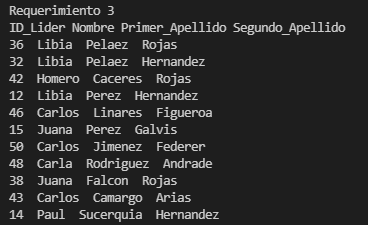 Requerimiento 3
ID_Lider Nombre Primer_Apellido Segundo_Apellido
36 Libia Pelaez Rojas
32 Libia Pelaez Hernandez
42 Homero Caceres Rojas
12 Libia Perez Hernandez
46 Carlos Linares Figueroa
15 Juana Perez Galvis
50 Carlos Jimenez Federer
48 Carla Rodriguez Andrade
38 Juana Falcon Rojas
43 Carlos Camargo Arias
14 Paul Sucerquia Hernandez